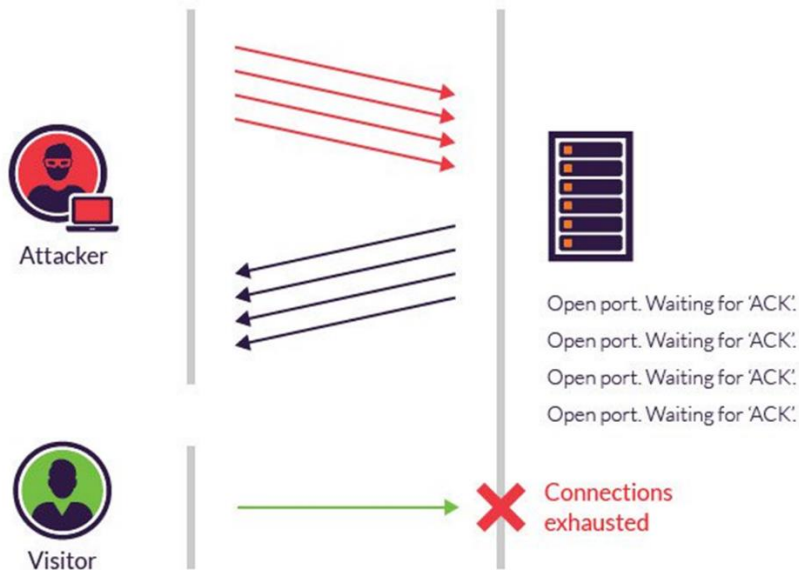 Attacker
Open port. Waiting for ‘ACK’.
Open port. Waiting for ‘ACK’.
Open port. Waiting for ‘ACK’.
Open port. Waiting for ‘ACK’.
Connections
exhausted
Visitor